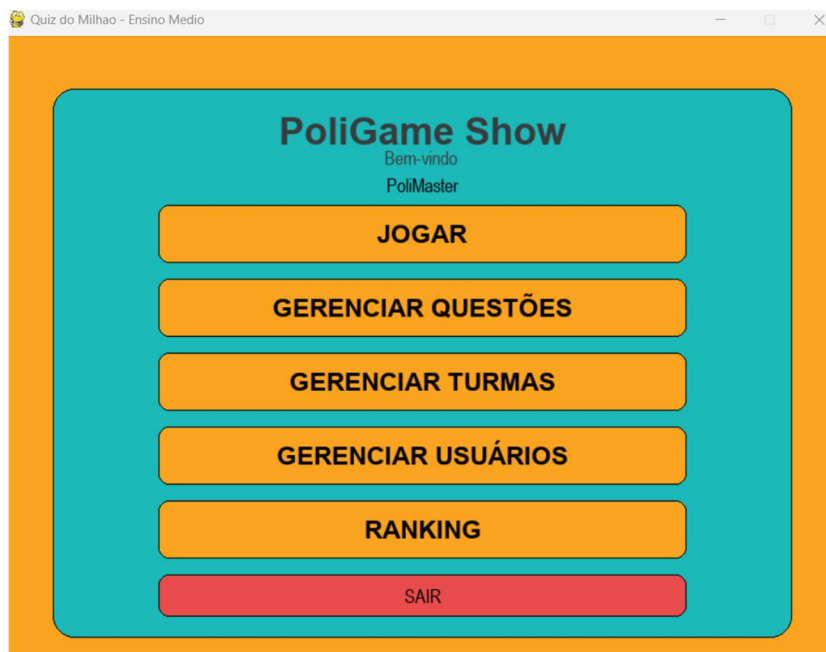 Quiz do Milhao - Ensino Medio
PoliGame Show
Bem-vindo
PoliMaster
JOGAR
GERENCIAR QUESTÕES
GERENCIAR TURMAS
GERENCIAR USUÁRIOS
RANKING
SAIR